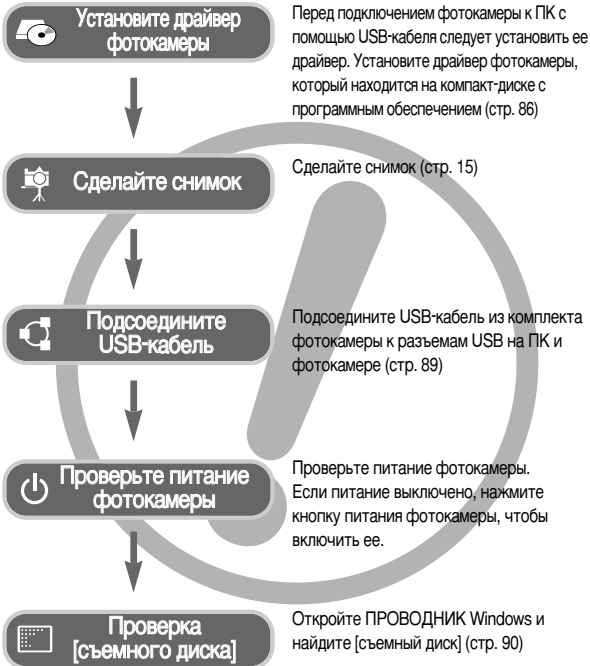 Установите драйвер
фотокамеры
Перед подключением фотокамеры к ПК с
помощью USB-кабеля следует установить ее
драйвер. Установите драйвер фотокамеры,
который находится на компакт-диске с
программным обеспечением (стр. 86)
Сделайте снимок
Сделайте снимок (стр. 15)
Подсоедините
USB-кабель
Подсоедините USB-кабель из комплекта
фотокамеры к разъемам USB на ПК и
фотокамере (стр. 89)
Проверьте питание
фотокамеры
Проверьте питание фотокамеры.
Если питание выключено, нажмите
кнопку питания фотокамеры, чтобы
включить ее.
Проверка
[съемного диска]
Откройте ПРОВОДНИК Windows и
найдите [съемный диск] (стр. 90)